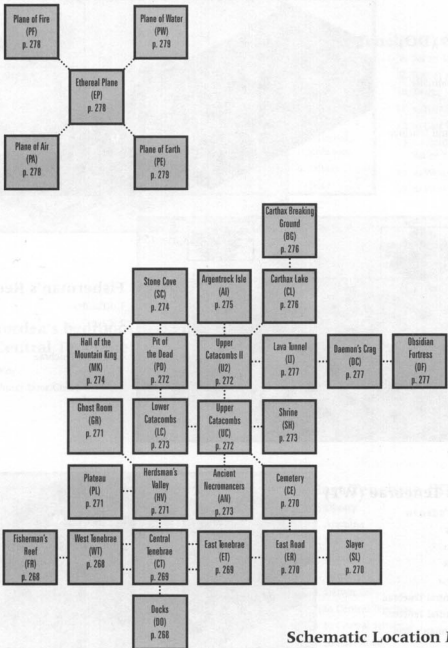 Plane of Fire
(PF)
p. 278
Plane of Water
(PW)
p. 279
Ethereal Plane
(EP)
p. 278
Plane of Air
(PA)
p. 278
Plane of Earth
(PE)
p. 279
Carthax Breaking
Ground
(BG)
p. 276
Stone Cove
(SC)
p. 274
Argentrock Isle
(AI)
p. 275
Carthax Lake
(CL)
p. 276
Hall of the
Mountain King
(MK)
p. 274
Pit of
the Dead
(PD)
p. 272
Upper
Catacombs II
(U2)
p. 272
Lava Tunnel
(LT)
p. 277
Daemon's Crag
(DC)
p. 277
Obsidian
Fortress
(OF)
p. 277
Ghost Room
(GR)
p. 271
Lower
Catacombs
(LC)
p. 273
Upper
Catacombs
(UC)
p. 272
Shrine
(SH)
p. 273
Plateau
(PL)
p. 271
Herdsman's
Valley
(HV)
p. 271
Ancient
Necromancers
(AN)
p. 273
Cemetery
(CE)
p. 270
Fisherman's
Reef
(FR)
p. 268
West Tenebrae
(WT)
p. 268
Central
Tenebrae
(CT)
p. 269
East Tenebrae
(ET)
p. 269
East Road
(ER)
p. 270
Slayer
(SL)
p. 270
Docks
(DO)
p. 268
Schematic Location